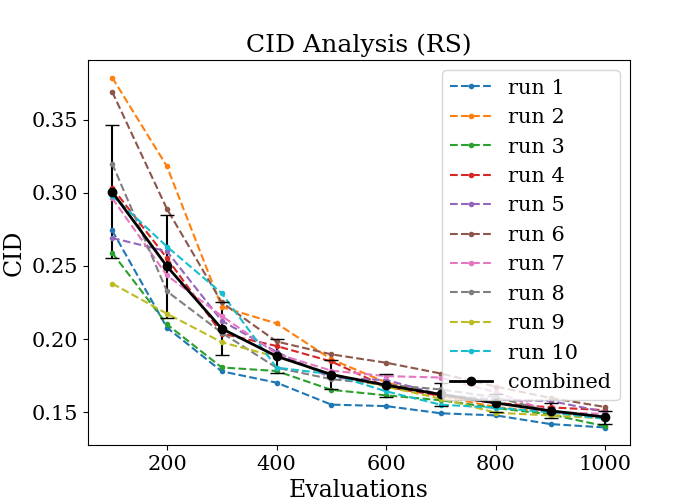 CID Analysis (RS)
CID
0.35
0.30
0.25
0.20
0.15
200
400
600
800
1000
Evaluations
run 1
run 2
run 3
run 4
run 5
run 6
run 7
run 8
run 9
run 10
combined